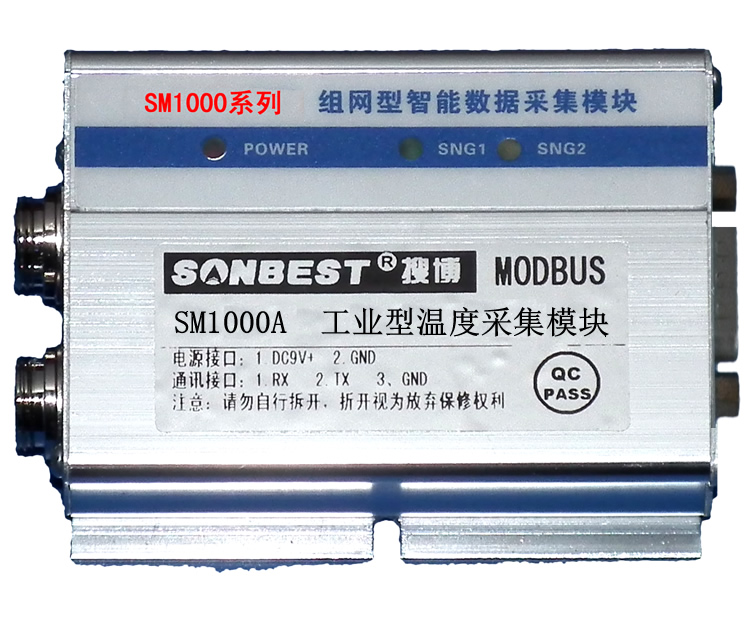 SM1000系列 组网型智能数据采集模块
POWER SNG1 SNG2
SONBEST®搜博 MODBUS
SM1000A 工业型温度采集模块
电源接口：1.DC9V+ 2.GND
通讯接口：1.RX 2.TX 3、GND
注意：请勿自行拆开，折开视为放弃保修权利
QC
PASS